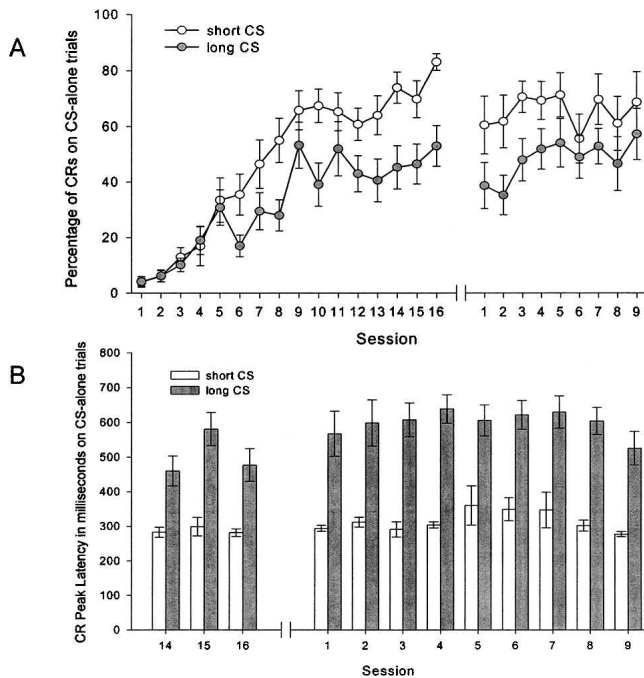 A
short CS
long CS
Percentage of CRs on CS-alone trials
100
80
60
40
20
0
1 2 3 4 5 6 7 8 9 10 11 12 13 14 15 16 1 2 3 4 5 6 7 8 9
Session
B
short CS
long CS
CR Peak Latency in milliseconds on CS-alone trials
800
700
600
500
400
300
200
100
0
14 15 16 1 2 3 4 5 6 7 8 9
Session